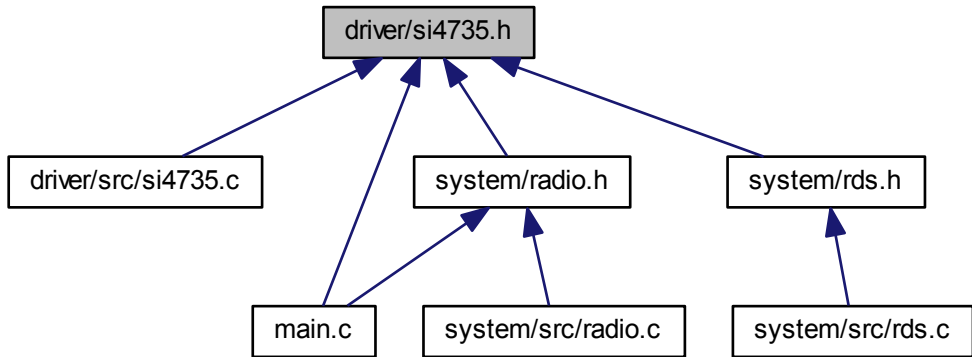 driver/si4735.h
driver/src/si4735.c
system/radio.h
system/rds.h
main.c
system/src/radio.c
system/src/rds.c